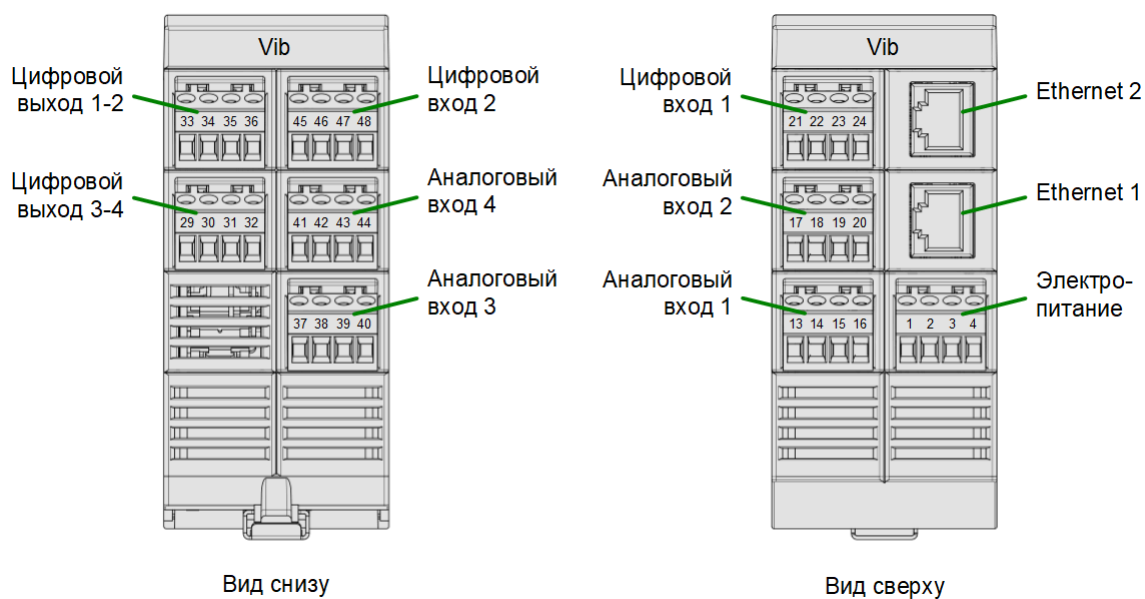 Vib
Цифровой
выход 1-2
33 34 35 36
45 46 47 48
Цифровой
вход 2
Цифровой
выход 3-4
29 30 31 32
41 42 43 44
Аналоговый
вход 4
37 38 39 40
Аналоговый
вход 3
Вид снизу
Vib
Цифровой
вход 1
21 22 23 24
Ethernet 2
Аналоговый
вход 2
17 18 19 20
Ethernet 1
Аналоговый
вход 1
13 14 15 16
1 2 3 4
Электро-
питание
Вид сверху